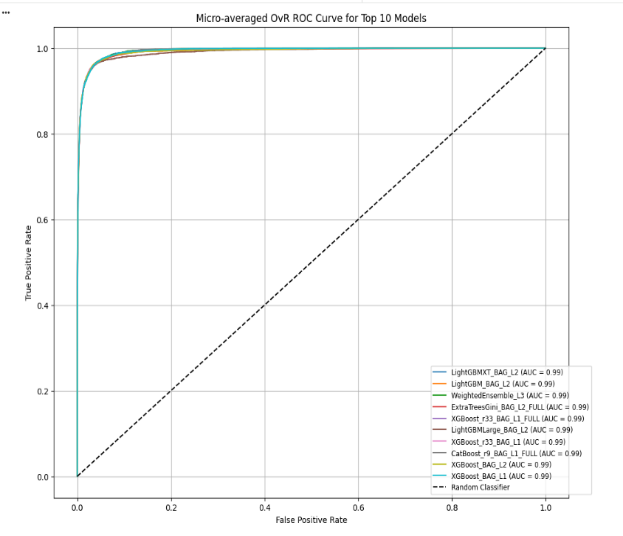 ...
Micro-averaged OvR ROC Curve for Top 10 Models
True Positive Rate
1.0
0.8
0.6
0.4
0.2
0.0
LightGBMXT_BAG_L2 (AUC = 0.99)
LightGBM_BAG_L2 (AUC = 0.99)
WeightedEnsemble_L3 (AUC = 0.99)
ExtraTreesGini_BAG_L2_FULL (AUC = 0.99)
XGBoost_r33_BAG_L1_FULL (AUC = 0.99)
LightGBMLarge_BAG_L2 (AUC = 0.99)
XGBoost_r33_BAG_L1 (AUC = 0.99)
CatBoost_r9_BAG_L1_FULL (AUC = 0.99)
XGBoost_BAG_L2 (AUC = 0.99)
XGBoost_BAG_L1 (AUC = 0.99)
Random Classifier
0.0 0.2 0.4 0.6 0.8 1.0
False Positive Rate